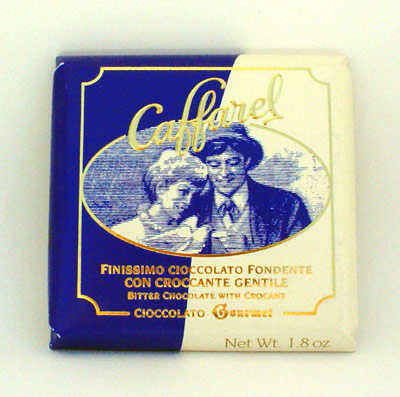 Caffarel
FINISSIMO CIOCCOLATO FONDENTE
CON CROCCANTE GENTILE
BITTER CHOCOLATE WITH CROCANT
CIOCCOLATO Gourmet
Net Wt. 1.8 oz.